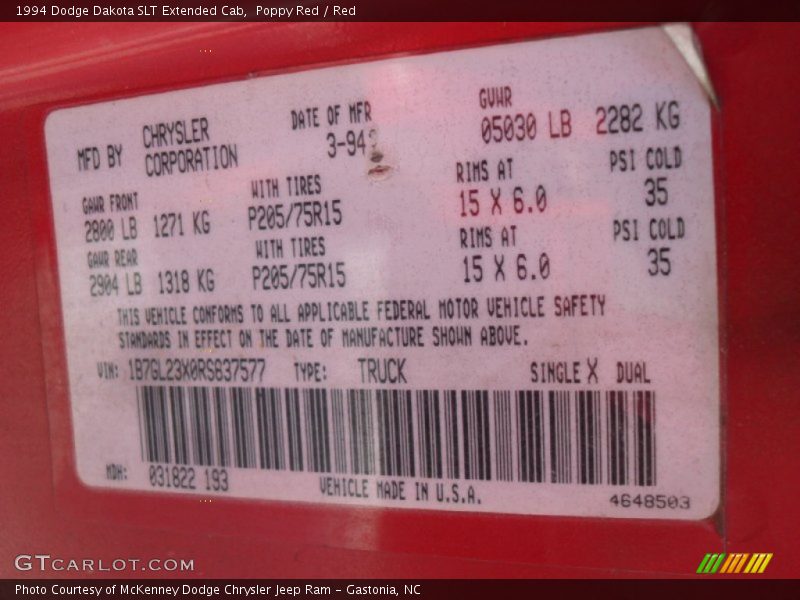 1994 Dodge Dakota SLT Extended Cab, Poppy Red / Red
MFD BY CHRYSLER CORPORATION
DATE OF MFR 3-94
GVWR 05030 LB 2282 KG
GAWR FRONT 2800 LB 1271 KG
WITH TIRES P205/75R15
RIMS AT 15 X 6.0
PSI COLD 35
GAWR REAR 2904 LB 1318 KG
WITH TIRES P205/75R15
RIMS AT 15 X 6.0
PSI COLD 35
THIS VEHICLE CONFORMS TO ALL APPLICABLE FEDERAL MOTOR VEHICLE SAFETY
STANDARDS IN EFFECT ON THE DATE OF MANUFACTURE SHOWN ABOVE.
VIN: 1B7GL23X0RS637577 TYPE: TRUCK SINGLE X DUAL
MDH: 031822 193 VEHICLE MADE IN U.S.A. 4648503
GTCARLOT.COM
Photo Courtesy of McKenney Dodge Chrysler Jeep Ram - Gastonia, NC